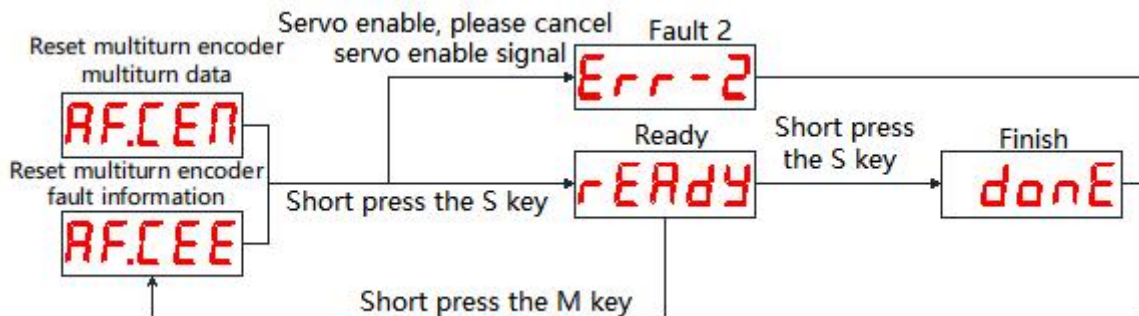 Reset multiturn encoder
multiturn data
AF.CEM
Reset multiturn encoder
fault information
AF.CEE
Servo enable, please cancel
servo enable signal
Fault 2
Err-2
Short press the S key
Ready
rEAdy
Short press
the S key
Finish
donE
Short press the M key